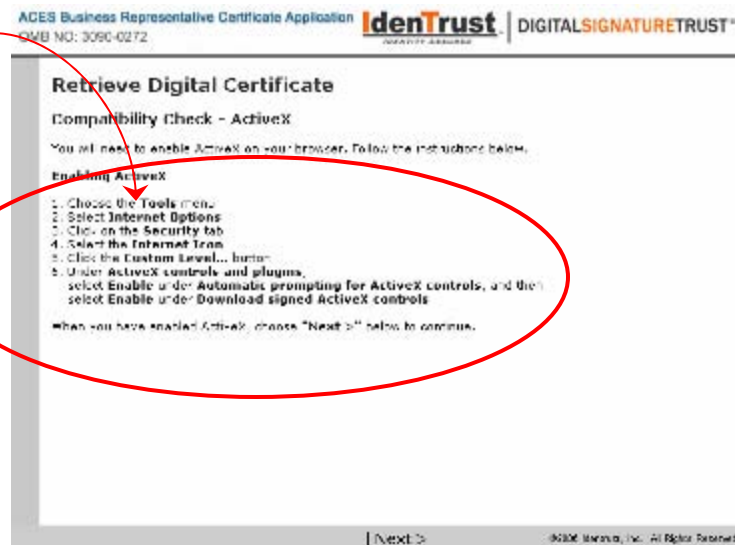 ACES Business Representative Certificate Application
OMB NO: 3090-0272
IdenTrust
DIGITALSIGNATURETRUST
Retrieve Digital Certificate
Compatibility Check - ActiveX
You will need to enable ActiveX on your browser. Follow the instructions below.
Enabling ActiveX
1. Choose the Tools menu
2. Select Internet Options
3. Click on the Security tab
4. Select the Internet Icon
5. Click the Custom Level... button
6. Under ActiveX controls and plugins,
select Enable under Automatic prompting for ActiveX controls, and then
select Enable under Download signed ActiveX controls
When you have enabled ActiveX, choose "Next >" below to continue.
| Next >
©2006 IdenTrust, Inc. All Rights Reserved